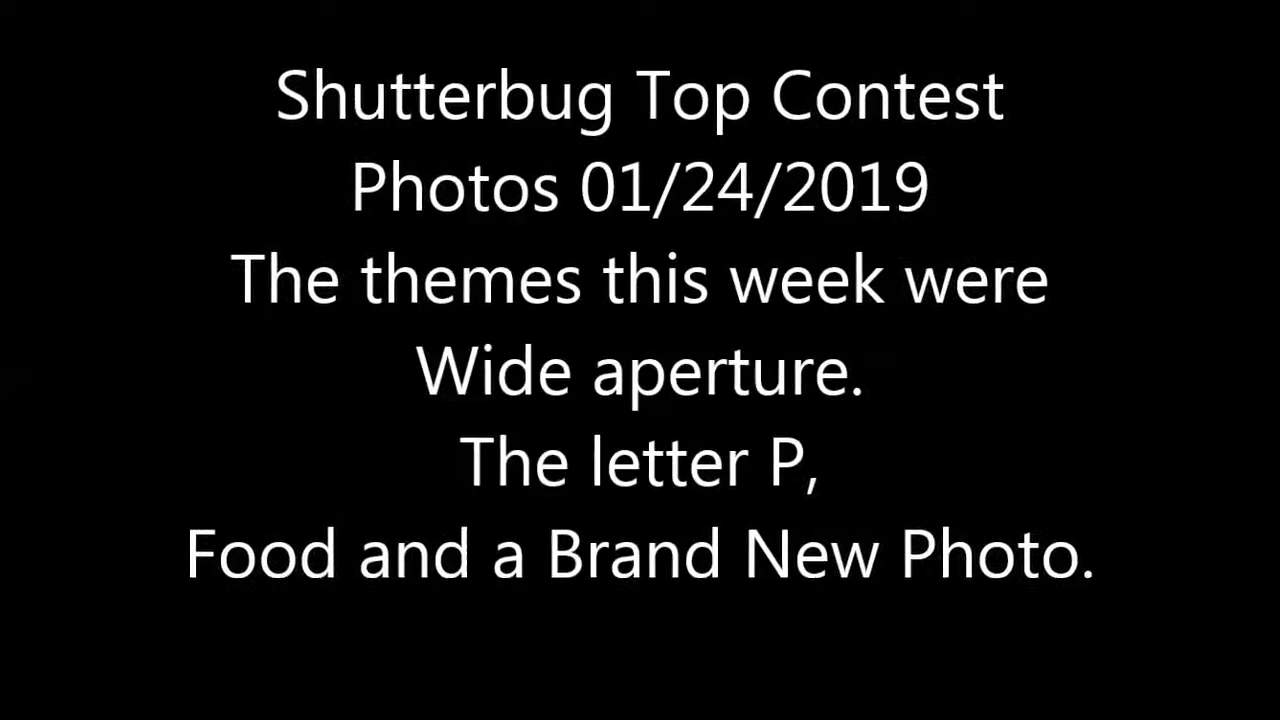 Shutterbug Top Contest
Photos 01/24/2019
The themes this week were
Wide aperture.
The letter P,
Food and a Brand New Photo.